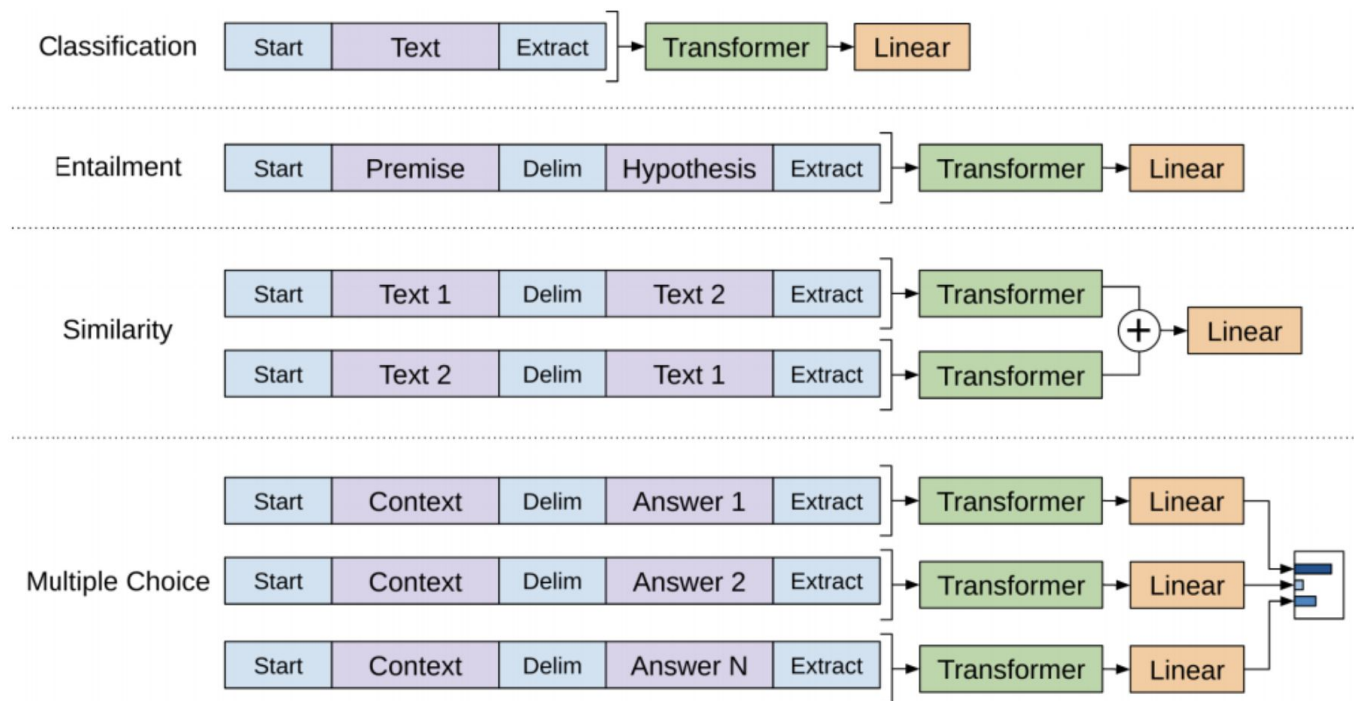 Classification Start Text Extract Transformer Linear
Entailment Start Premise Delim Hypothesis Extract Transformer Linear
Similarity
Start Text 1 Delim Text 2 Extract Transformer
+ Linear
Start Text 2 Delim Text 1 Extract Transformer
Multiple Choice
Start Context Delim Answer 1 Extract Transformer Linear
Start Context Delim Answer 2 Extract Transformer Linear
Start Context Delim Answer N Extract Transformer Linear